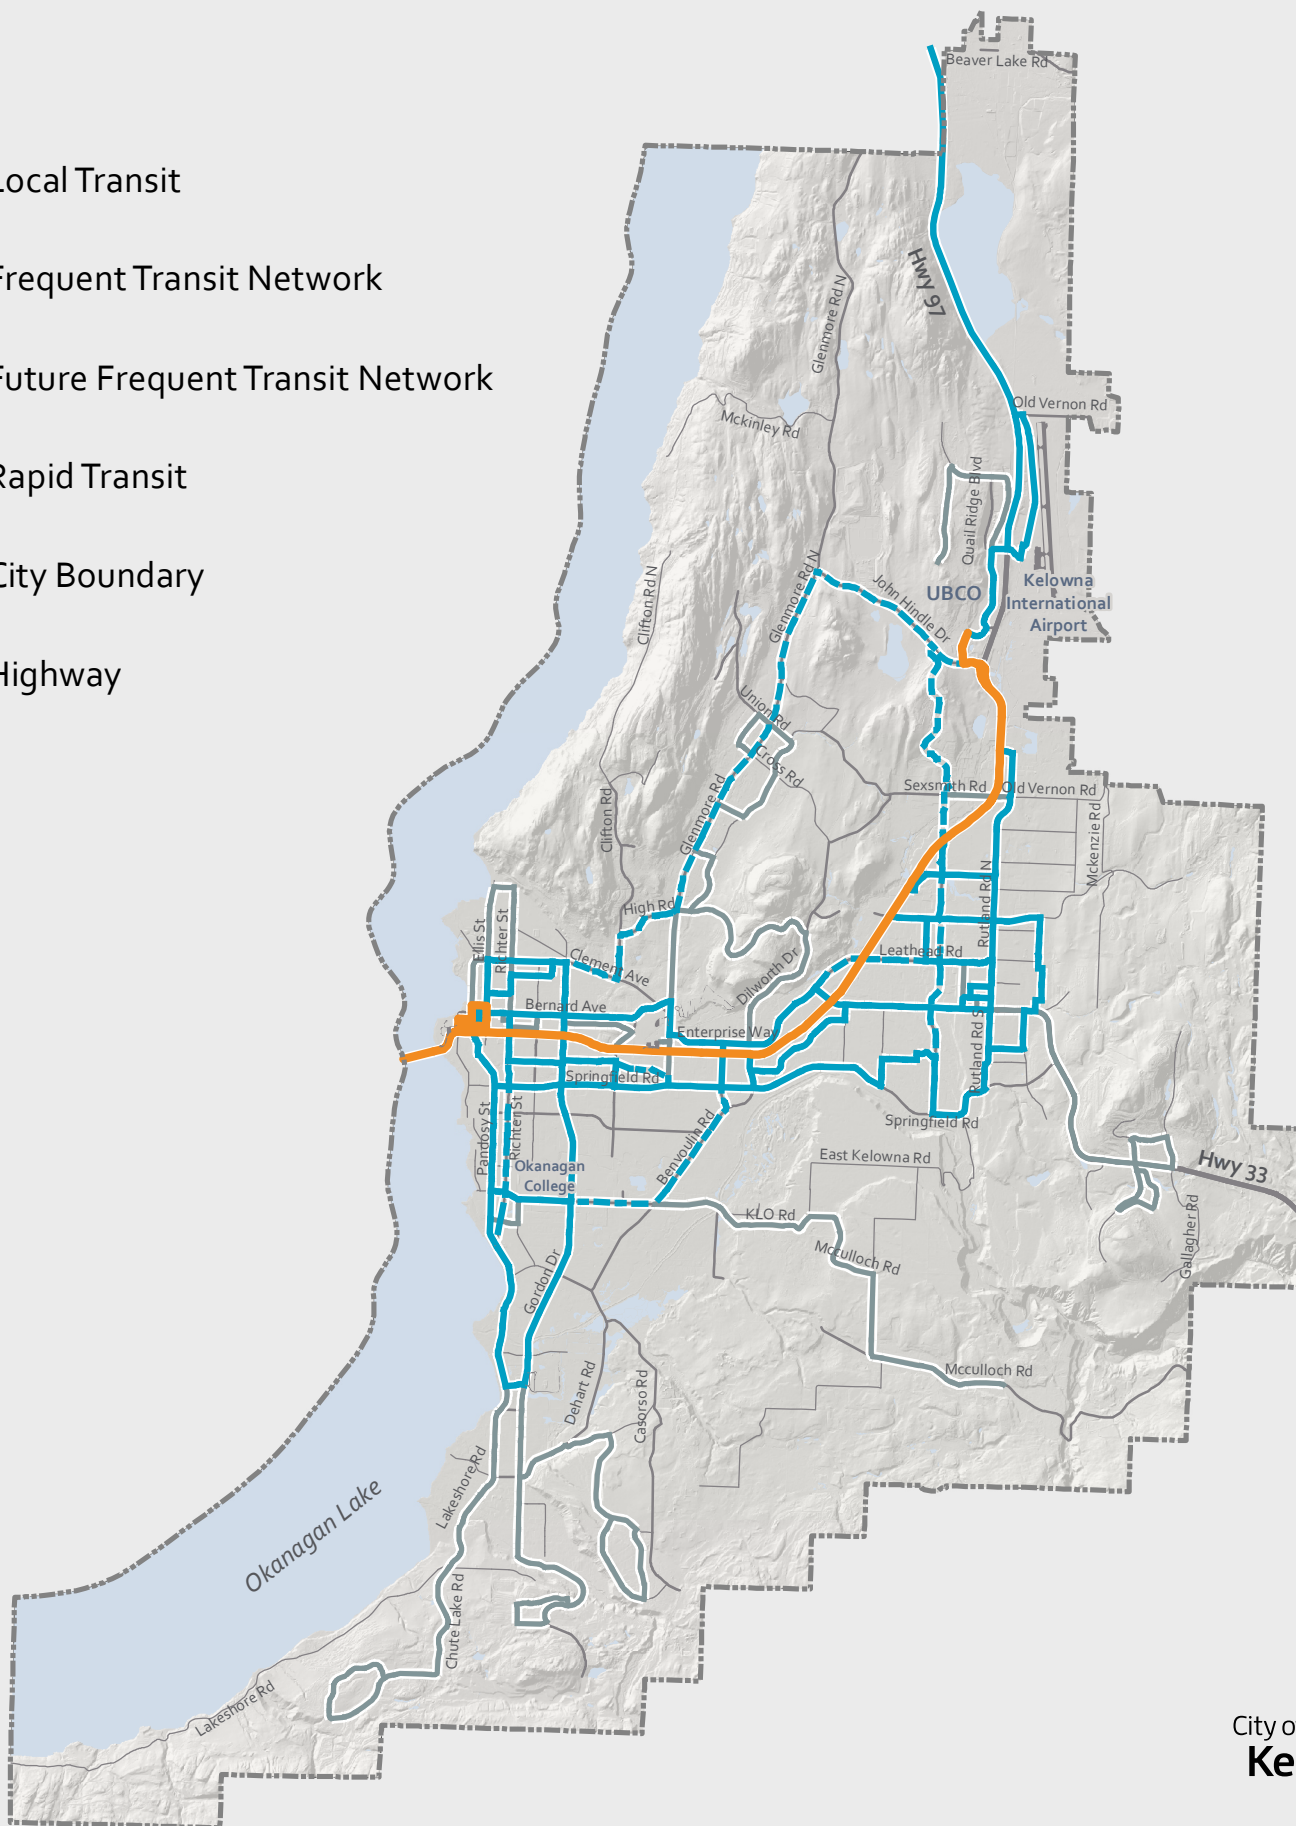 Local Transit
Frequent Transit Network
Future Frequent Transit Network
Rapid Transit
City Boundary
Highway
Beaver Lake Rd
Hwy 97
Glenmore Rd N
Old Vernon Rd
Mckinley Rd
Quail Ridge Blvd
Clifton Rd N
Glenmore Rd N
John Hindle Dr
UBCO
Kelowna
International
Airport
Union Rd
Cross Rd
Sexsmith Rd
Old Vernon Rd
Clifton Rd
Glenmore Rd
Mckenzie Rd
High Rd
Rutland Rd N
Ellis St
Richter St
Clement Ave
Dilworth Dr
Leathead Rd
Bernard Ave
Enterprise Way
Rutland Rd S
Springfield Rd
Pandosy St
Richter St
Benvoulin Rd
Springfield Rd
Okanagan
College
East Kelowna Rd
Hwy 33
KLO Rd
Gallagher Rd
Mcculloch Rd
Gordon Dr
Mcculloch Rd
Dehart Rd
Casorso Rd
Lakeshore Rd
Okanagan Lake
Chute Lake Rd
Lakeshore Rd
City o
Ke